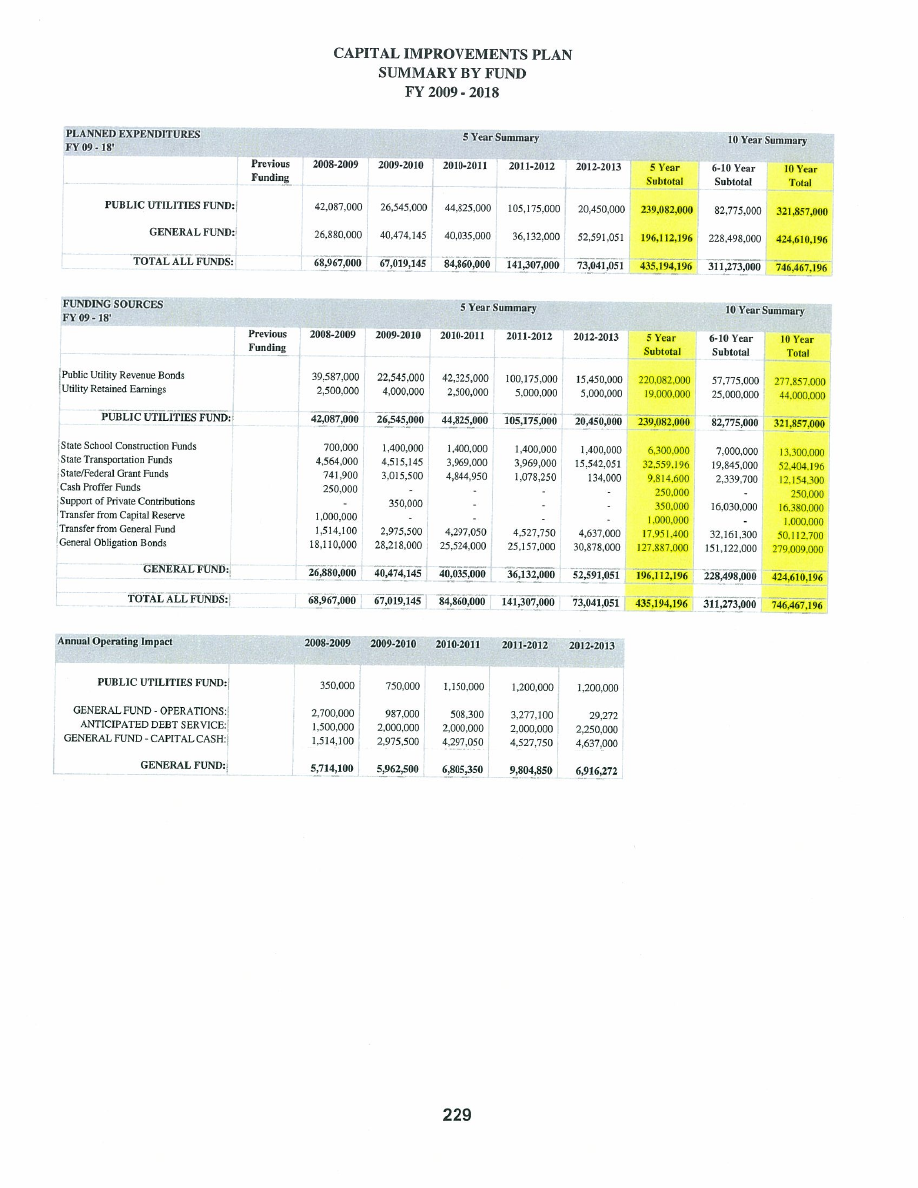 CAPITAL IMPROVEMENTS PLAN
SUMMARY BY FUND
FY 2009 - 2018
PLANNED EXPENDITURES 5 Year Summary 10 Year Summary
FY 09 - 18'
Previous 2008-2009 2009-2010 2010-2011 2011-2012 2012-2013 5 Year 6-10 Year 10 Year
Funding Subtotal Subtotal Total
PUBLIC UTILITIES FUND: 42,087,000 26,545,000 44,825,000 105,175,000 20,450,000 239,082,000 82,775,000 321,857,000
GENERAL FUND: 26,880,000 40,474,145 40,035,000 36,132,000 52,591,051 196,112,196 228,498,000 424,610,196
TOTAL ALL FUNDS: 68,967,000 67,019,145 84,860,000 141,307,000 73,041,051 435,194,196 311,273,000 746,467,196
FUNDING SOURCES 5 Year Summary 10 Year Summary
FY 09 - 18'
Previous 2008-2009 2009-2010 2010-2011 2011-2012 2012-2013 5 Year 6-10 Year 10 Year
Funding Subtotal Subtotal Total
Public Utility Revenue Bonds 39,587,000 22,545,000 42,325,000 100,175,000 15,450,000 220,082,000 57,775,000 277,857,000
Utility Retained Earnings 2,500,000 4,000,000 2,500,000 5,000,000 5,000,000 19,000,000 25,000,000 44,000,000
PUBLIC UTILITIES FUND: 42,087,000 26,545,000 44,825,000 105,175,000 20,450,000 239,082,000 82,775,000 321,857,000
State School Construction Funds 700,000 1,400,000 1,400,000 1,400,000 1,400,000 6,300,000 7,000,000 13,300,000
State Transportation Funds 4,564,000 4,515,145 3,969,000 3,969,000 15,542,051 32,559,196 19,845,000 52,404,196
State/Federal Grant Funds 741,900 3,015,500 4,844,950 1,078,250 134,000 9,814,600 2,339,700 12,154,300
Cash Proffer Funds 250,000 - - - - 250,000 - 250,000
Support of Private Contributions - 350,000 - - - 350,000 16,030,000 16,380,000
Transfer from Capital Reserve 1,000,000 - - - - 1,000,000 - 1,000,000
Transfer from General Fund 1,514,100 2,975,500 4,297,050 4,527,750 4,637,000 17,951,400 32,161,300 50,112,700
General Obligation Bonds 18,110,000 28,218,000 25,524,000 25,157,000 30,878,000 127,887,000 151,122,000 279,009,000
GENERAL FUND: 26,880,000 40,474,145 40,035,000 36,132,000 52,591,051 196,112,196 228,498,000 424,610,196
TOTAL ALL FUNDS: 68,967,000 67,019,145 84,860,000 141,307,000 73,041,051 435,194,196 311,273,000 746,467,196
Annual Operating Impact 2008-2009 2009-2010 2010-2011 2011-2012 2012-2013
PUBLIC UTILITIES FUND: 350,000 750,000 1,150,000 1,200,000 1,200,000
GENERAL FUND - OPERATIONS: 2,700,000 987,000 508,300 3,277,100 29,272
ANTICIPATED DEBT SERVICE: 1,500,000 2,000,000 2,000,000 2,000,000 2,250,000
GENERAL FUND - CAPITAL CASH: 1,514,100 2,975,500 4,297,050 4,527,750 4,637,000
GENERAL FUND: 5,714,100 5,962,500 6,805,350 9,804,850 6,916,272
229